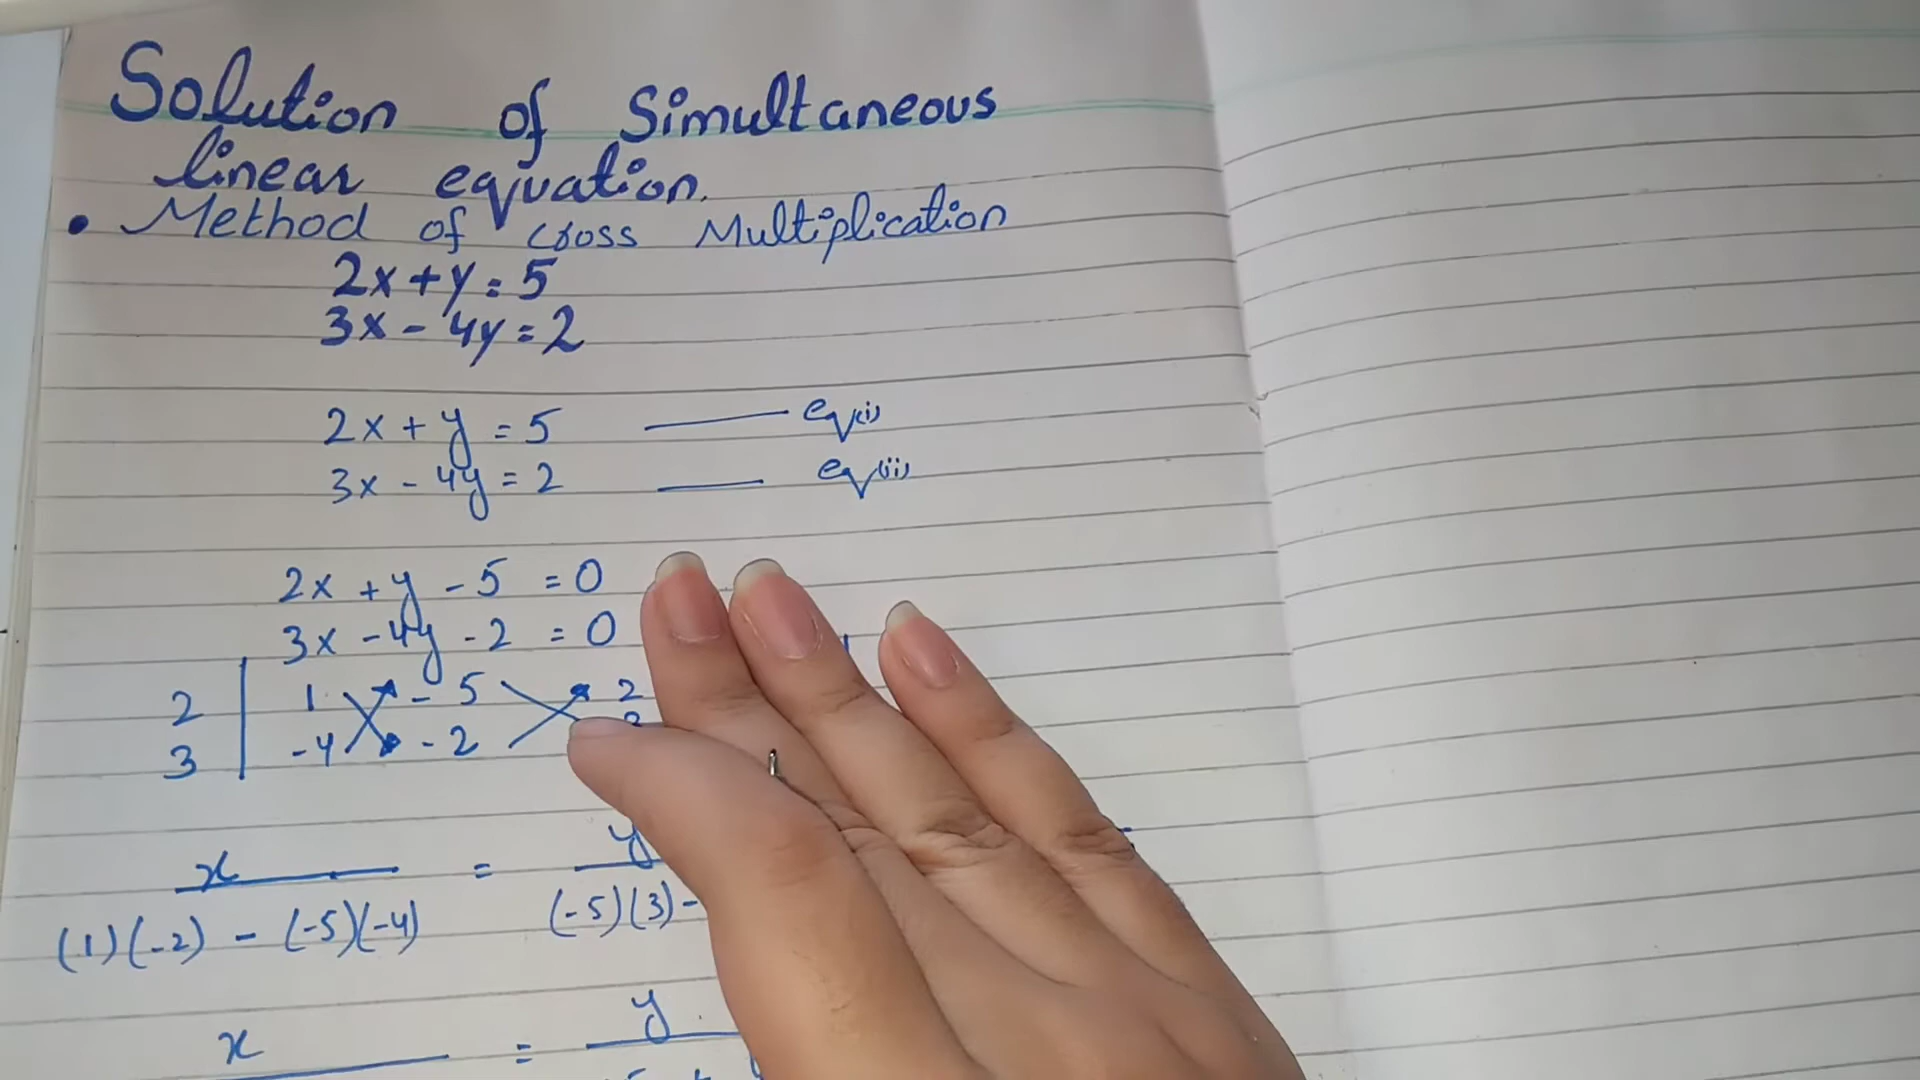 Solution of Simultaneous
linear equation.
• Method of cross Multiplication
2x + y = 5
3x - 4y = 2
2x + y = 5 —— eq(i)
3x - 4y = 2 —— eq(ii)
2x + y - 5 = 0
3x - 4y - 2 = 0
2 | 1 - 5 2
3 | -4 - 2
x = y
(1)(-2) - (-5)(-4) (-5)(3) -
x = y